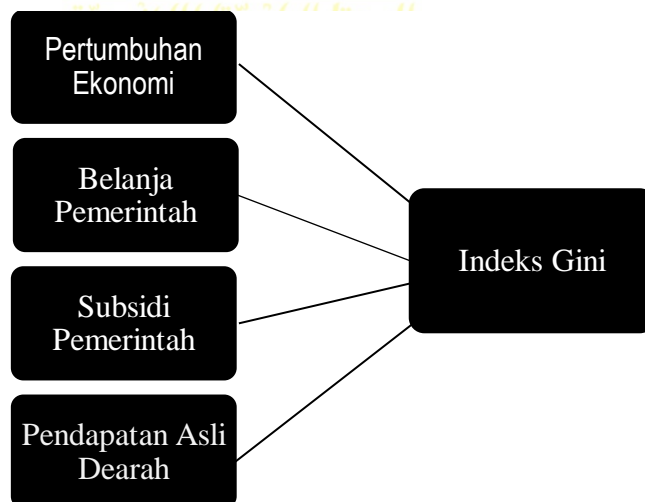 Pertumbuhan
Ekonomi
Belanja
Pemerintah
Indeks Gini
Subsidi
Pemerintah
Pendapatan Asli
Dearah